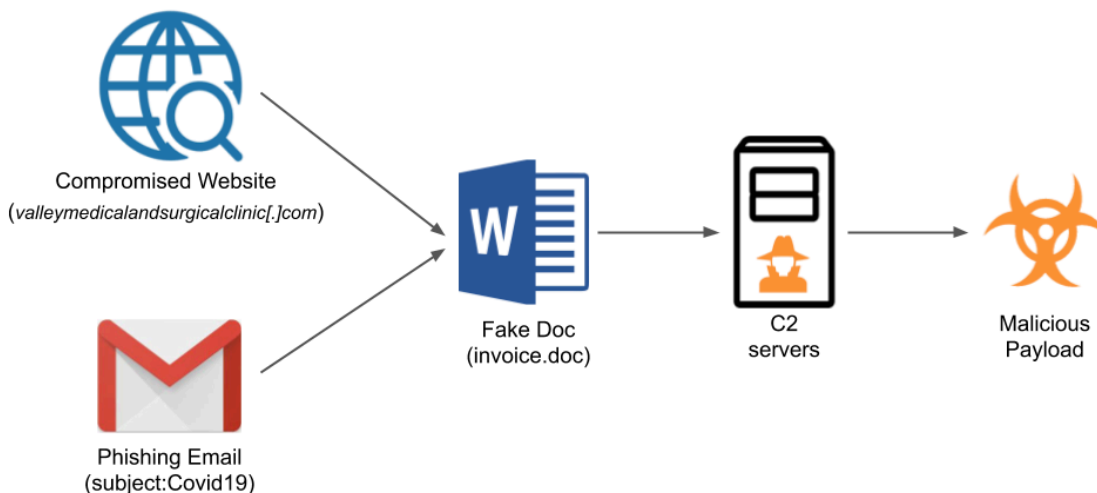 Compromised Website
(valleymedicalandsurgicalclinic[.]com)
W
Fake Doc
(invoice.doc)
C2
servers
Malicious
Payload
Phishing Email
(subject:Covid19)